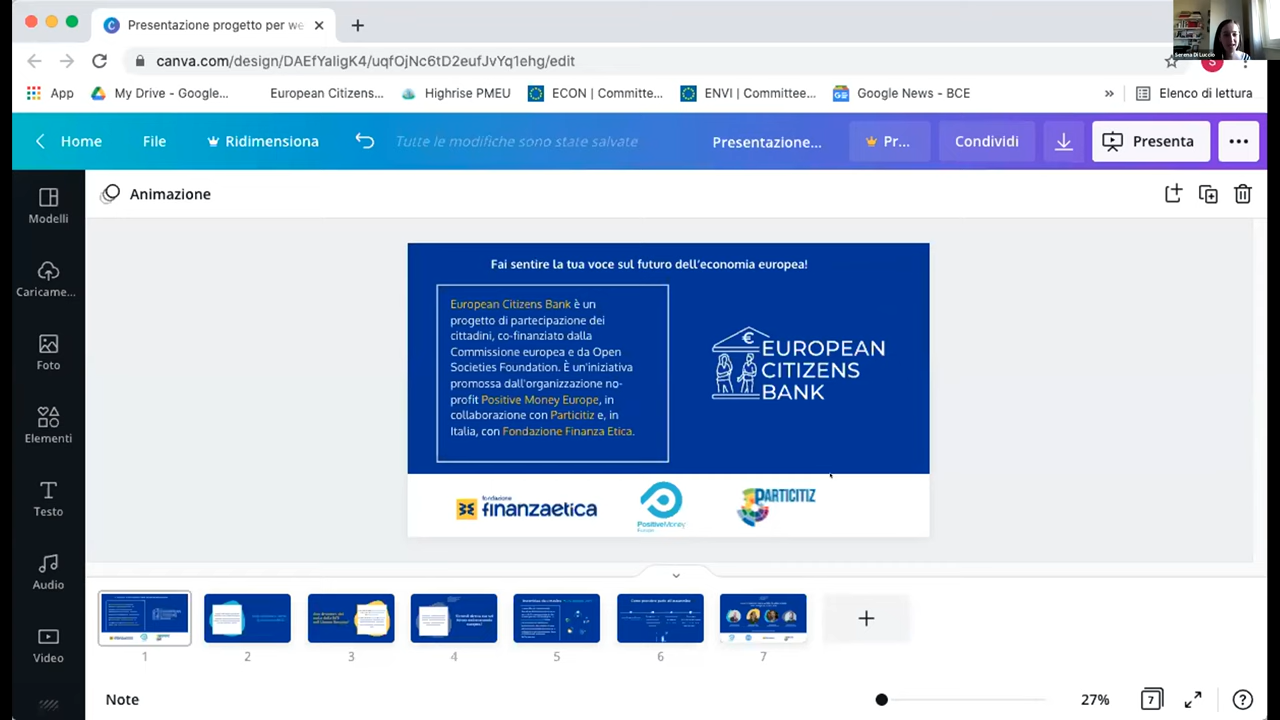 Presentazione progetto per we
canva.com/design/DAEfYaligK4/uqfOjNc6tD2eufJvYq1ehg/edit
App
My Drive - Google...
European Citizens...
Highrise PMEU
ECON | Committe...
ENVI | Committee...
Google News - BCE
»
Elenco di lettura
Serena Di Luccio
Home
File
Ridimensiona
Tutte le modifiche sono state salvate
Presentazione...
Pr...
Condividi
Presenta
Animazione
Modelli
Caricame...
Foto
Elementi
Testo
Audio
Video
Fai sentire la tua voce sul futuro dell'economia europea!
European Citizens Bank è un
progetto di partecipazione dei
cittadini, co-finanziato dalla
Commissione europea e da Open
Societies Foundation. È un'iniziativa
promossa dall'organizzazione no-
profit Positive Money Europe, in
collaborazione con Particitiz e, in
Italia, con Fondazione Finanza Etica.
€
EUROPEAN
CITIZENS
BANK
fondazione
finanzaetica
PositiveMoney
Europe
PARTICITIZ
1
2
3
4
5
6
7
Note
27%
7